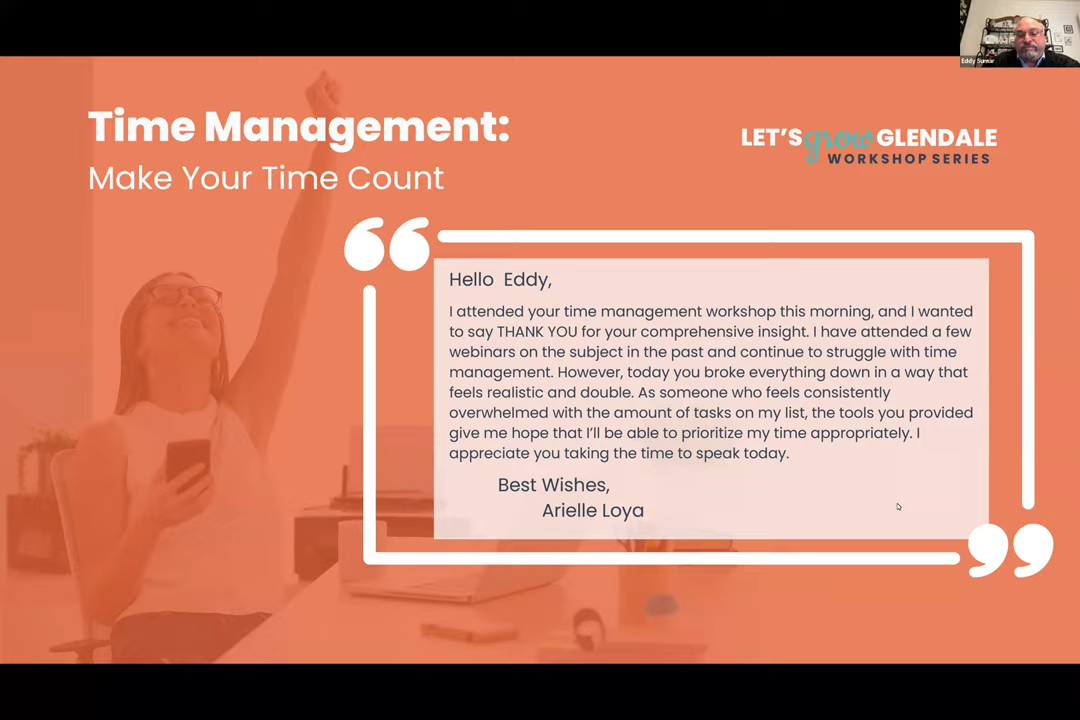 Eddy Sumar
Time Management:
Make Your Time Count
LET'S grow GLENDALE
WORKSHOP SERIES
Hello Eddy,
I attended your time management workshop this morning, and I wanted
to say THANK YOU for your comprehensive insight. I have attended a few
webinars on the subject in the past and continue to struggle with time
management. However, today you broke everything down in a way that
feels realistic and double. As someone who feels consistently
overwhelmed with the amount of tasks on my list, the tools you provided
give me hope that I'll be able to prioritize my time appropriately. I
appreciate you taking the time to speak today.
Best Wishes,
Arielle Loya